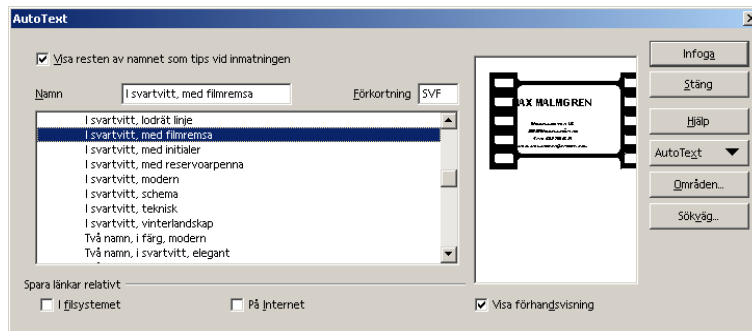 AutoText
Visa resten av namnet som tips vid inmatningen
Namn
I svartvitt, med filmremsa
Förkortning
SVF
I svartvitt, lodrät linje
I svartvitt, med filmremsa
I svartvitt, med initialer
I svartvitt, med reservoarpenna
I svartvitt, modern
I svartvitt, schema
I svartvitt, teknisk
I svartvitt, vinterlandskap
Två namn, i färg, modern
Två namn, i svartvitt, elegant
AX MALMGREN
Infoga
Stäng
Hjälp
AutoText
Områden...
Sökväg...
Spara länkar relativt
I filsystemet
På Internet
Visa förhandsvisning